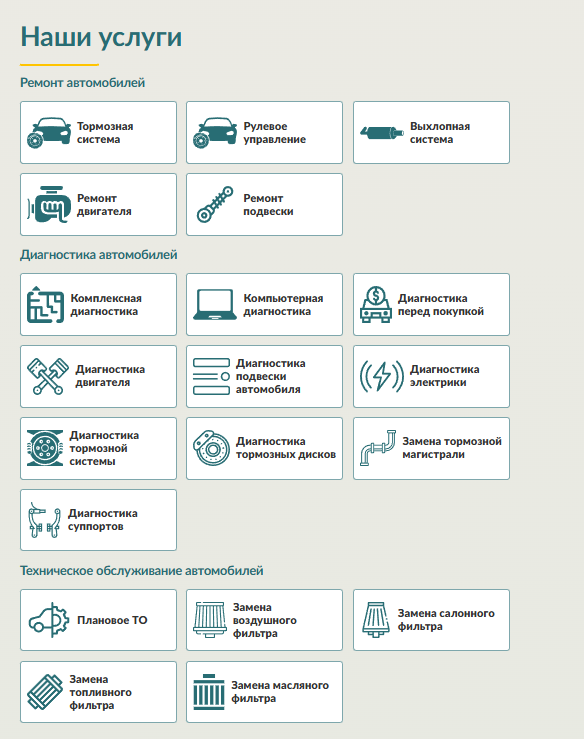 Наши услуги
Ремонт автомобилей
Тормозная
система
Рулевое
управление
Выхлопная
система
Ремонт
двигателя
Ремонт
подвески
Диагностика автомобилей
Комплексная
диагностика
Компьютерная
диагностика
Диагностика
перед покупкой
Диагностика
двигателя
Диагностика
подвески
автомобиля
Диагностика
электрики
Диагностика
тормозной
системы
Диагностика
тормозных дисков
Замена тормозной
магистрали
Диагностика
суппортов
Техническое обслуживание автомобилей
Плановое ТО
Замена
воздушного
фильтра
Замена салонного
фильтра
Замена
топливного
фильтра
Замена масляного
фильтра